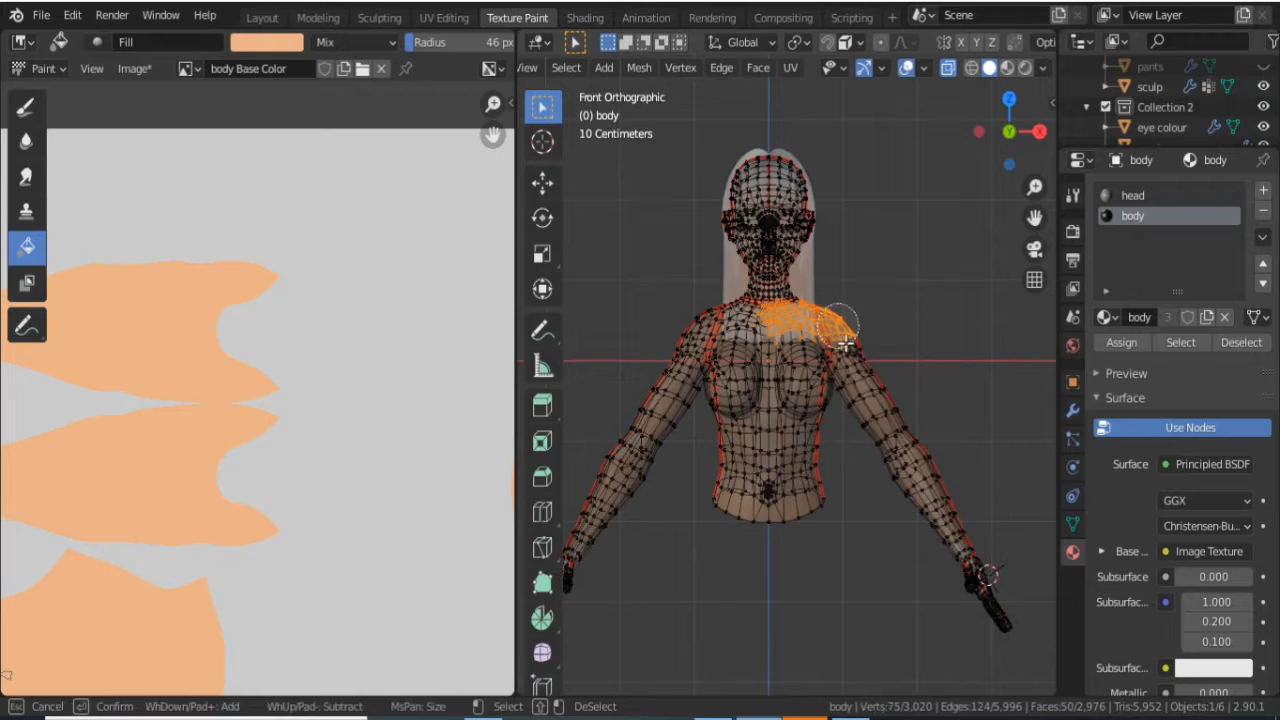 File Edit Render Window Help Layout Modeling Sculpting UV Editing Texture Paint Shading Animation Rendering Compositing Scripting + Scene View Layer
Fill Mix Radius 46 px Global X Y Z Opti
Paint View Image* body Base Color View Select Add Mesh Vertex Edge Face UV
pants
sculp
Collection 2
eye colour
Front Orthographic
(0) body
10 Centimeters
Z
Y
X
body body
head
body
body 3
Assign Select Deselect
Preview
Surface
Use Nodes
Surface Principled BSDF
GGX
Christensen-Bu...
Base ... Image Texture
Subsurface 0.000
Subsurfac.. 1.000
0.200
0.100
Subsurfac..
Metallic 0.000
Esc Cancel Confirm WhDown/Pad+: Add WhUp/Pad-: Subtract MsPan: Size Select DeSelect body | Verts:75/3,020 | Edges:124/5,996 | Faces:50/2,976 | Tris:5,952 | Objects:1/6 | 2.90.1